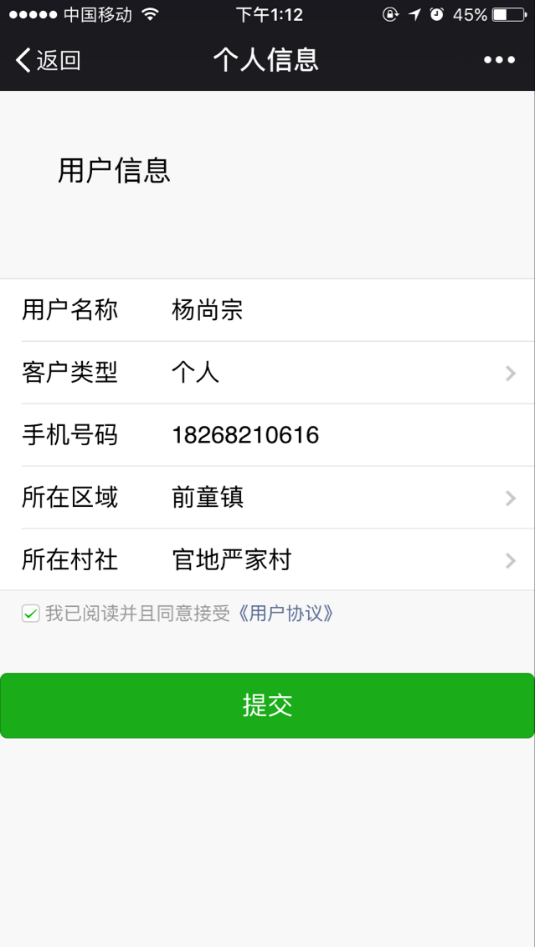 中国移动 下午1:12 45%
返回 个人信息
用户信息
用户名称 杨尚宗
客户类型 个人
手机号码 18268210616
所在区域 前童镇
所在村社 官地严家村
我已阅读并且同意接受《用户协议》
提交